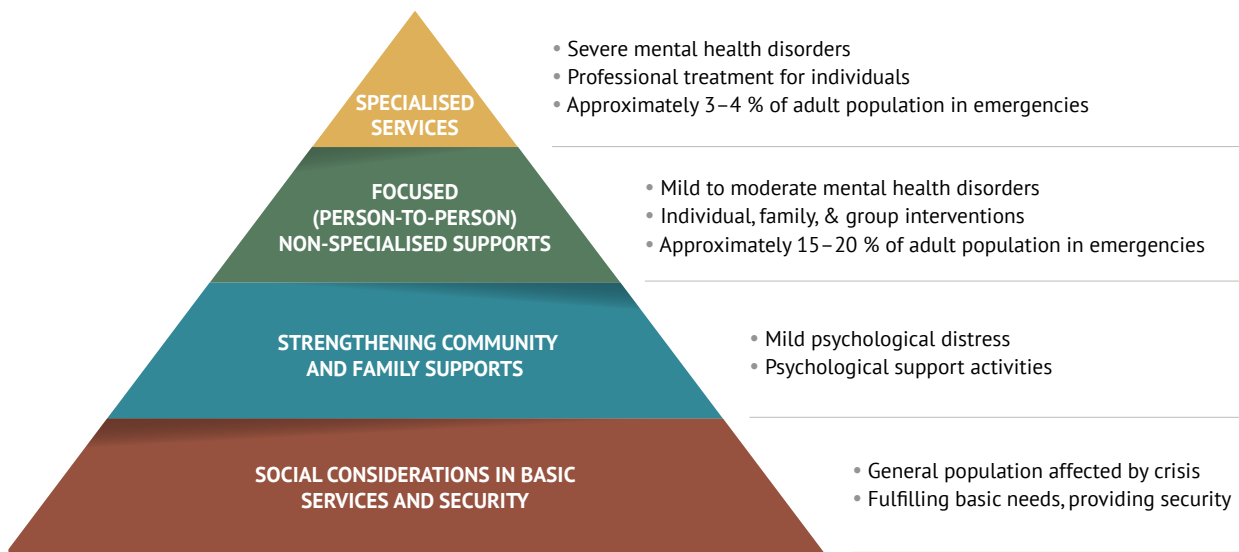 SPECIALISED
SERVICES
• Severe mental health disorders
• Professional treatment for individuals
• Approximately 3–4 % of adult population in emergencies
FOCUSED
(PERSON-TO-PERSON)
NON-SPECIALISED SUPPORTS
• Mild to moderate mental health disorders
• Individual, family, & group interventions
• Approximately 15–20 % of adult population in emergencies
STRENGTHENING COMMUNITY
AND FAMILY SUPPORTS
• Mild psychological distress
• Psychological support activities
SOCIAL CONSIDERATIONS IN BASIC
SERVICES AND SECURITY
• General population affected by crisis
• Fulfilling basic needs, providing security